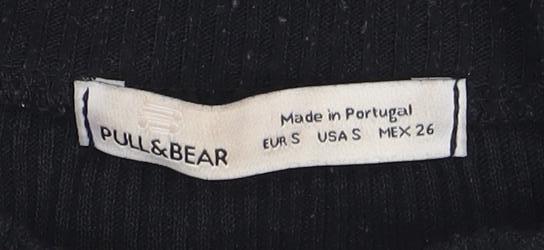 PULL&BEAR
Made in Portugal
EUR S USA S MEX 26